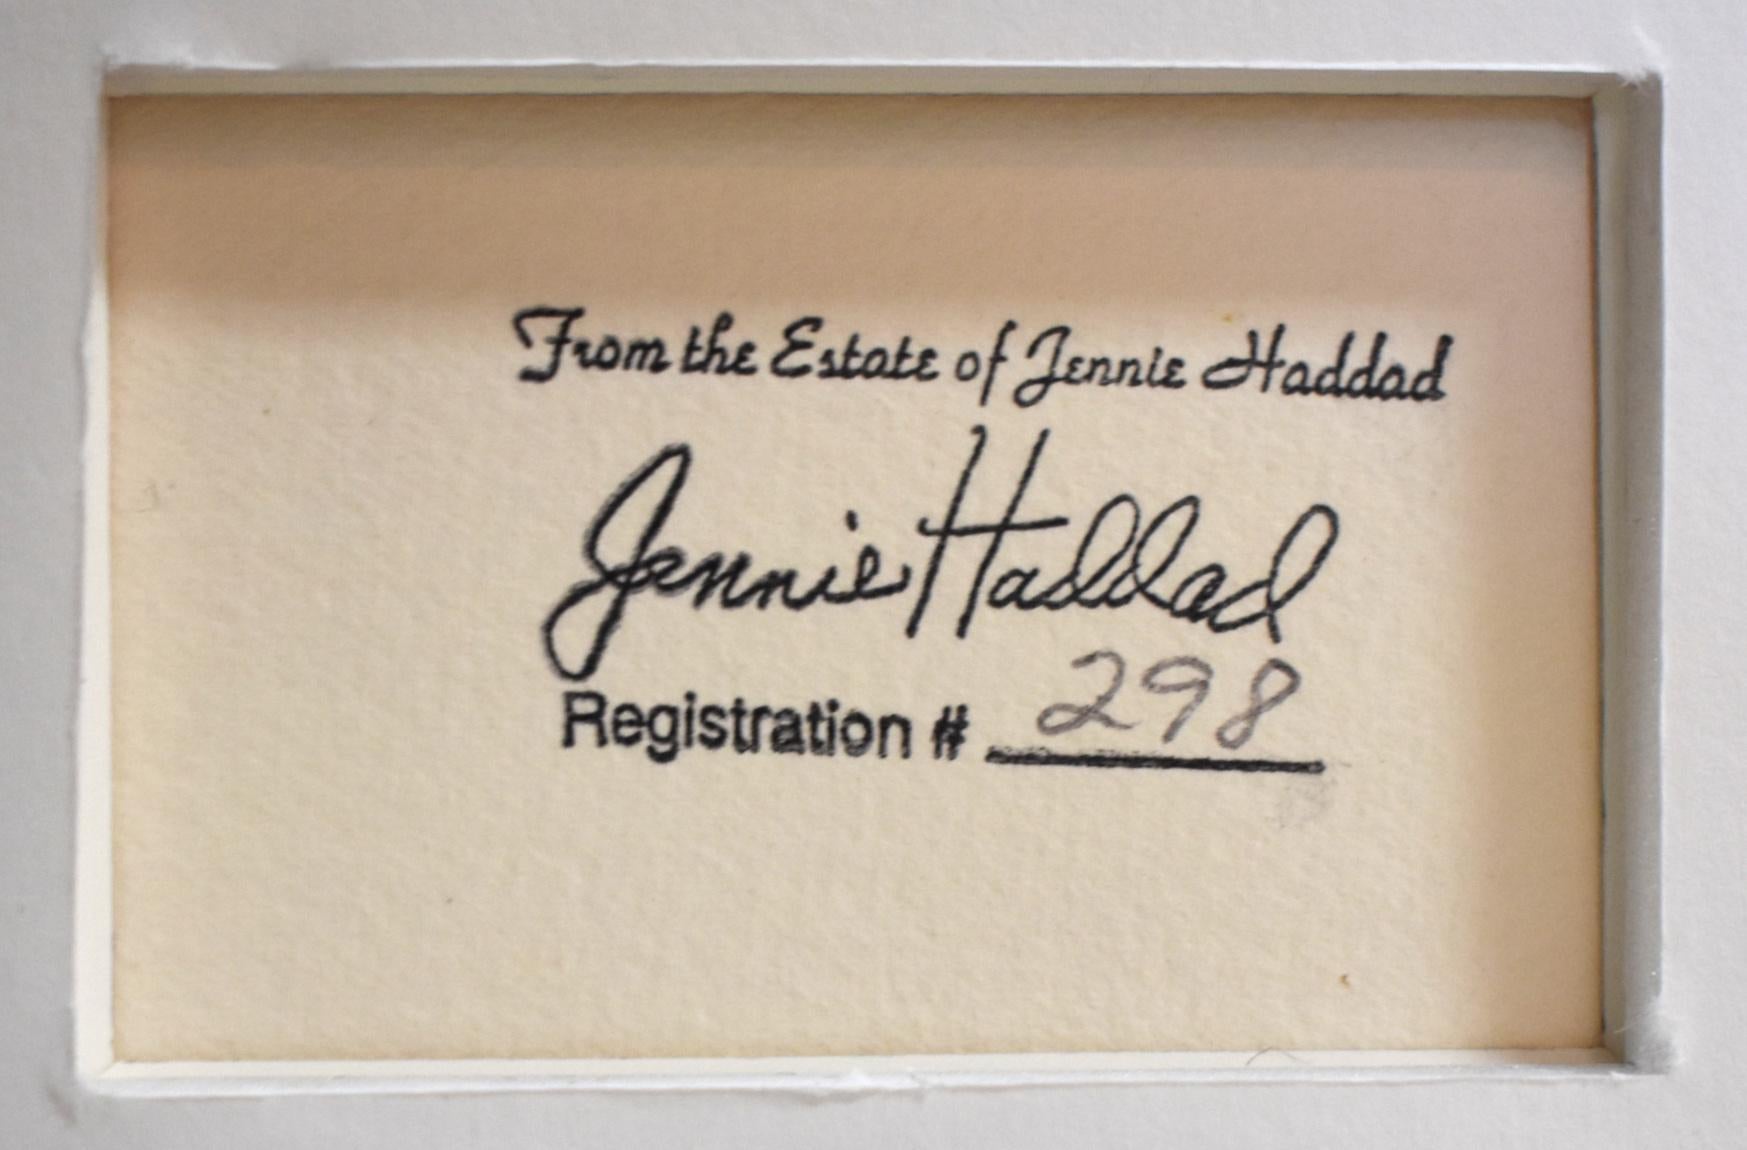 From the Estate of Jennie Haddad
Jennie Haddad
Registration # 298